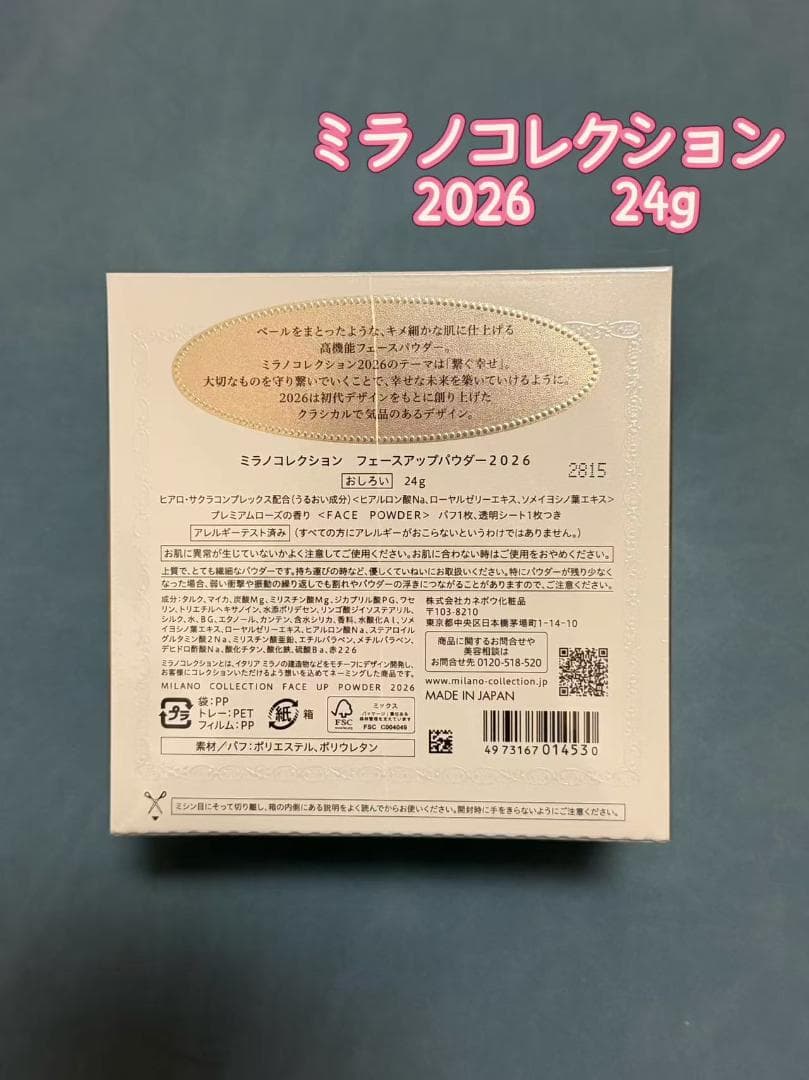 ミラノコレクション
2026 24g
ベールをまとったような、キメ細かな肌に仕上げる
高機能フェースパウダー。
ミラノコレクション2026のテーマは「繋ぐ幸せ」。
大切なものを守り繋いでいくことで、幸せな未来を築いていけるように。
2026は初代デザインをもとに創り上げた
クラシカルで気品のあるデザイン。
ミラノコレクション フェースアップパウダー2026
2815
おしろい 24g
ヒアロ・サクラコンプレックス配合(うるおい成分)<ヒアルロン酸Na、ローヤルゼリーエキス、ソメイヨシノ葉エキス>
プレミアムローズの香り <FACE POWDER> パフ1枚、透明シート1枚つき
アレルギーテスト済み (すべての方にアレルギーがおこらないというわけではありません。)
お肌に異常が生じていないかよく注意してご使用ください。お肌に合わない時はご使用をおやめください。
上質で、とても繊細なパウダーです。持ち運びの時など、優しくていねいにお取扱いください。特にパウダーが残り少なく
なった場合、弱い衝撃や振動の繰り返しでも割れやパウダーの浮きにつながることがありますので、ご注意ください。
成分:タルク、マイカ、炭酸Mg、ミリスチン酸Mg、ジカプリル酸PG、ワセ
リン、トリエチルヘキサノイン、水添ポリデセン、リンゴ酸ジイソステアリル、
シルク、水、BG、エタノール、カンテン、含水シリカ、香料、水酸化Al、ソメ
イヨシノ葉エキス、ローヤルゼリーエキス、ヒアルロン酸Na、ステアロイル
グルタミン酸2Na、ミリスチン酸亜鉛、エチルパラベン、メチルパラベン、
デヒドロ酢酸Na、酸化チタン、酸化鉄、硫酸Ba、赤226
ミラノコレクションとは、イタリア ミラノの建造物などをモチーフにデザイン開発し、
お客様にコレクションいただけるよう想いを込めてネーミングした商品です。
MILANO COLLECTION FACE UP POWDER 2026
株式会社カネボウ化粧品
〒103-8210
東京都中央区日本橋茅場町1-14-10
商品に関するお問合せや
美容相談は
お問合せ先 0120-518-520
www.milano-collection.jp
MADE IN JAPAN
プラ
袋:PP
トレー:PET
フィルム:PP
紙 箱
FSC
www.fsc.org
ミックス
パッケージ|責任ある
森林管理を支えています
FSC C004049
素材/パフ:ポリエステル、ポリウレタン
4973167014530
ミシン目にそって切り離し、箱の内側にある説明をよく読んでからお使いください。開封時に手をきらないようにご注意ください。